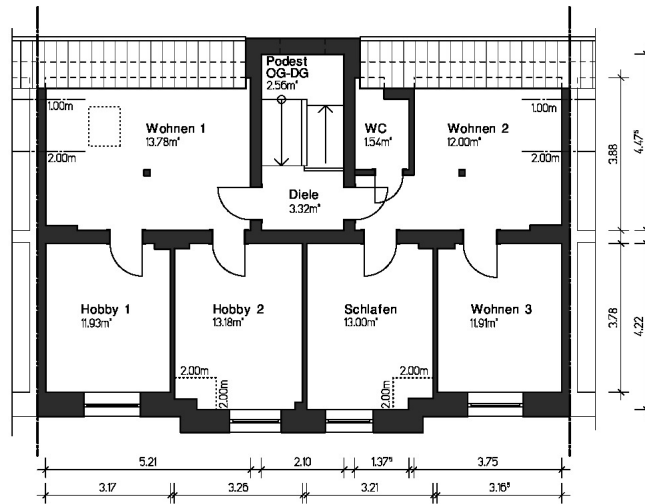 Podest
OG-DG
2.56m²
1.00m
Wohnen 1
13.78m²
2.00m
WC
1.54m²
Wohnen 2
12.00m²
1.00m
2.00m
Diele
3.32m²
3.88
4.47⁵
Hobby 1
11.93m²
Hobby 2
13.18m²
Schlafen
13.00m²
Wohnen 3
11.91m²
3.78
4.22
2.00m
2.00m
2.00m
2.00m
5.21
2.10
1.37⁵
3.75
3.17
3.26
3.21
3.16⁵